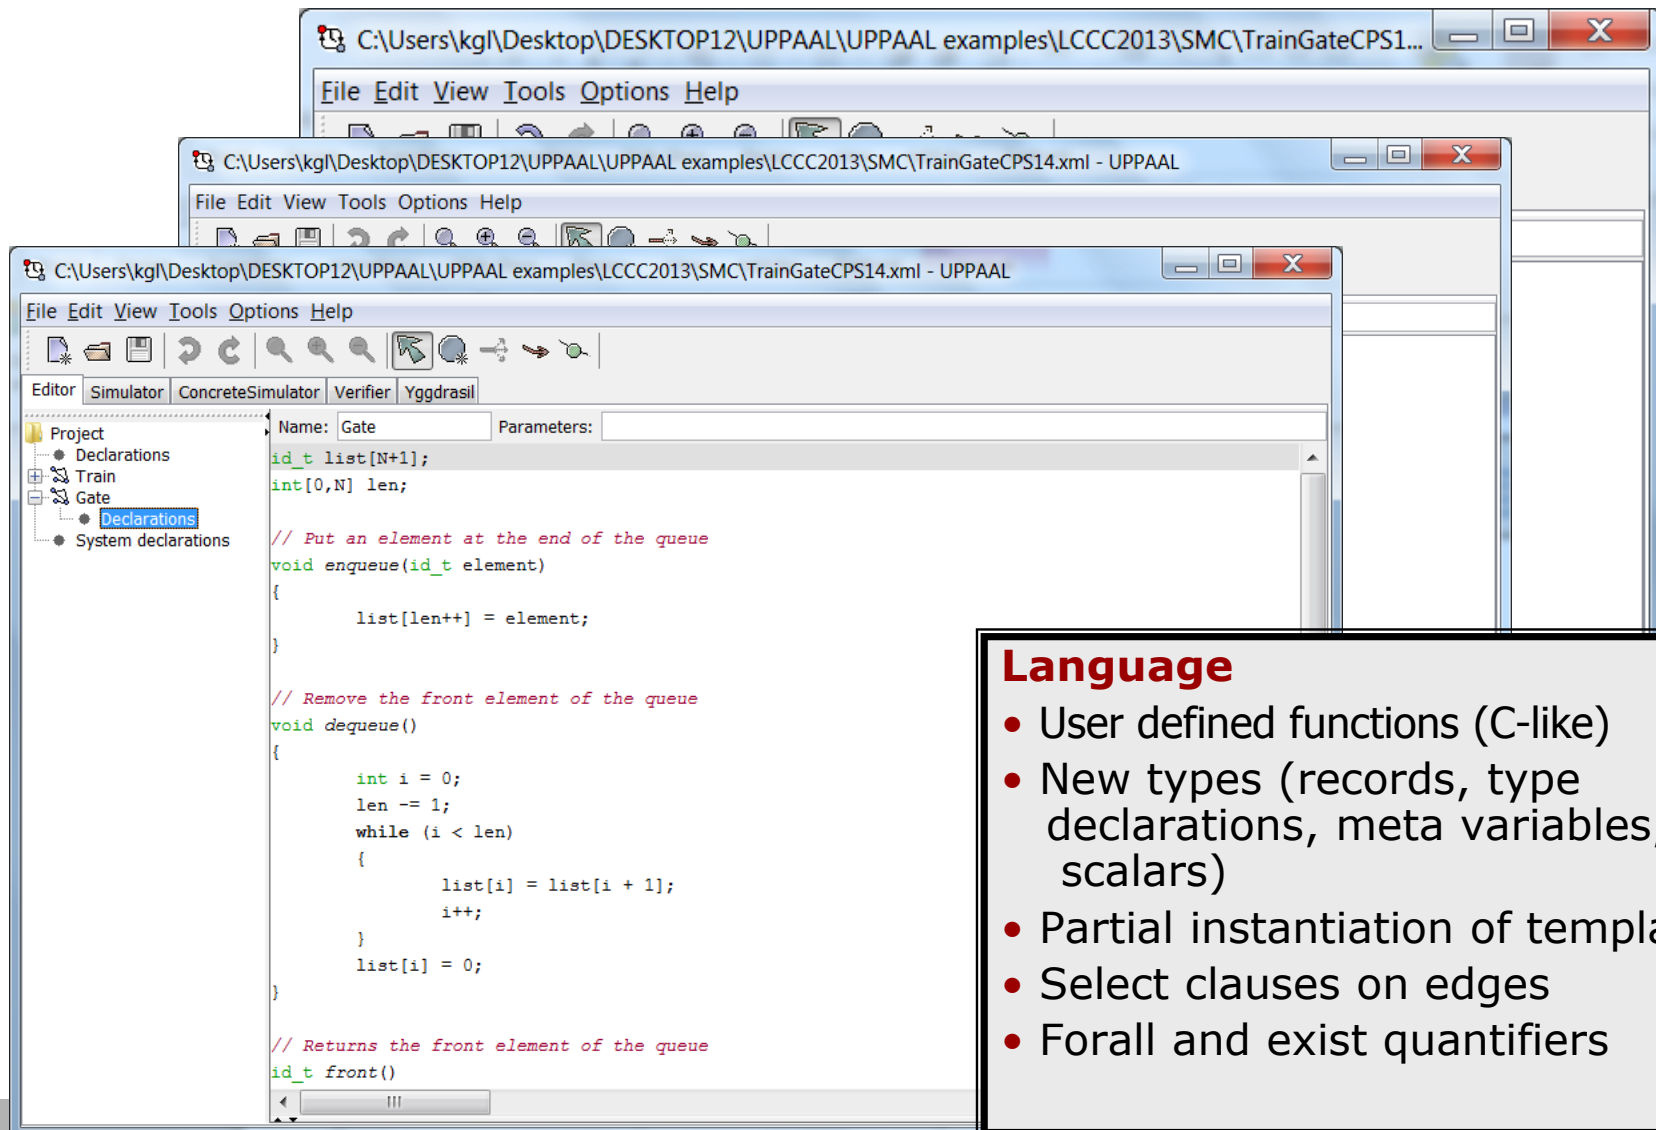 C:\Users\kgl\Desktop\DESKTOP12\UPPAAL\UPPAAL examples\LCCC2013\SMC\TrainGateCPS1...
File Edit View Tools Options Help
C:\Users\kgl\Desktop\DESKTOP12\UPPAAL\UPPAAL examples\LCCC2013\SMC\TrainGateCPS14.xml - UPPAAL
File Edit View Tools Options Help
C:\Users\kgl\Desktop\DESKTOP12\UPPAAL\UPPAAL examples\LCCC2013\SMC\TrainGateCPS14.xml - UPPAAL
File Edit View Tools Options Help
Editor Simulator ConcreteSimulator Verifier Yggdrasil
Project
Declarations
Train
Gate
Declarations
System declarations
Name: Gate Parameters:
id_t list[N+1];
int[0,N] len;
// Put an element at the end of the queue
void enqueue(id_t element)
{
list[len++] = element;
}
// Remove the front element of the queue
void dequeue()
{
int i = 0;
len -= 1;
while (i < len)
{
list[i] = list[i + 1];
i++;
}
list[i] = 0;
}
// Returns the front element of the queue
id_t front()
Language
• User defined functions (C-like)
• New types (records, type
declarations, meta variables,
scalars)
• Partial instantiation of templa
• Select clauses on edges
• Forall and exist quantifiers